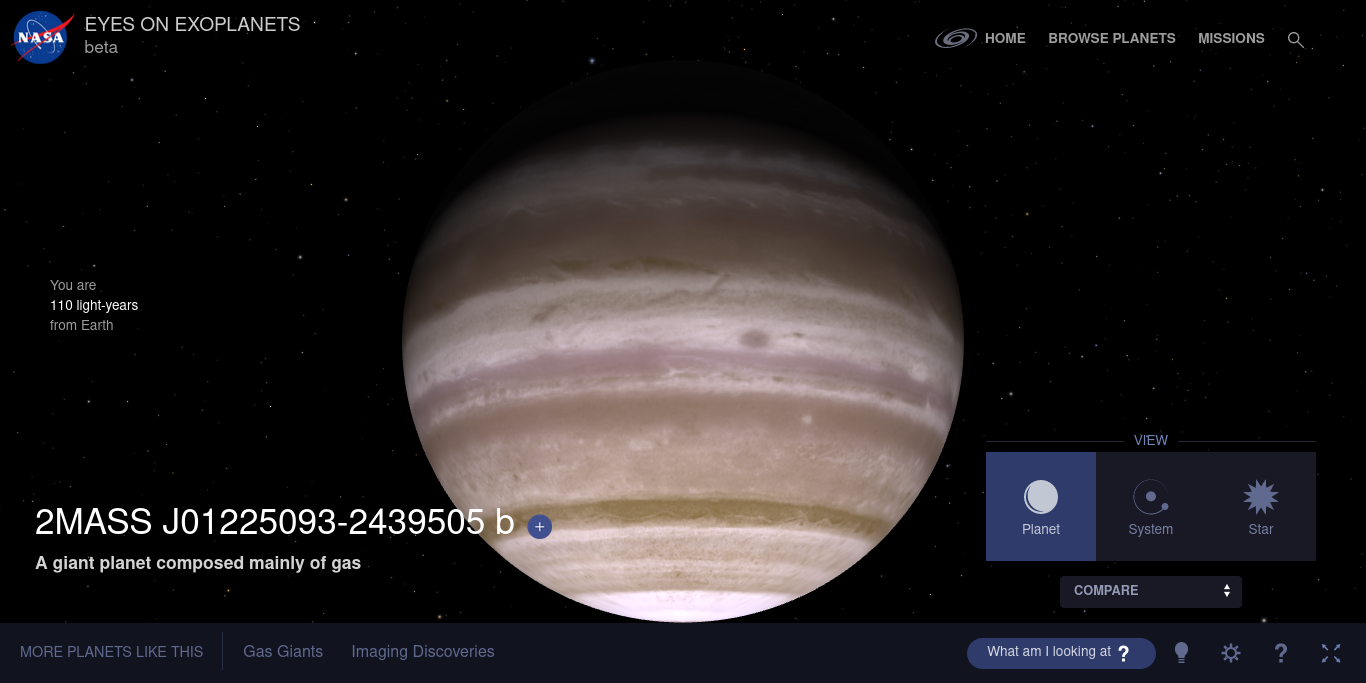 NASA
EYES ON EXOPLANETS
beta
HOME
BROWSE PLANETS
MISSIONS
You are
110 light-years
from Earth
VIEW
Planet
System
Star
2MASS J01225093-2439505 b +
A giant planet composed mainly of gas
COMPARE
MORE PLANETS LIKE THIS
Gas Giants
Imaging Discoveries
What am I looking at ?
?